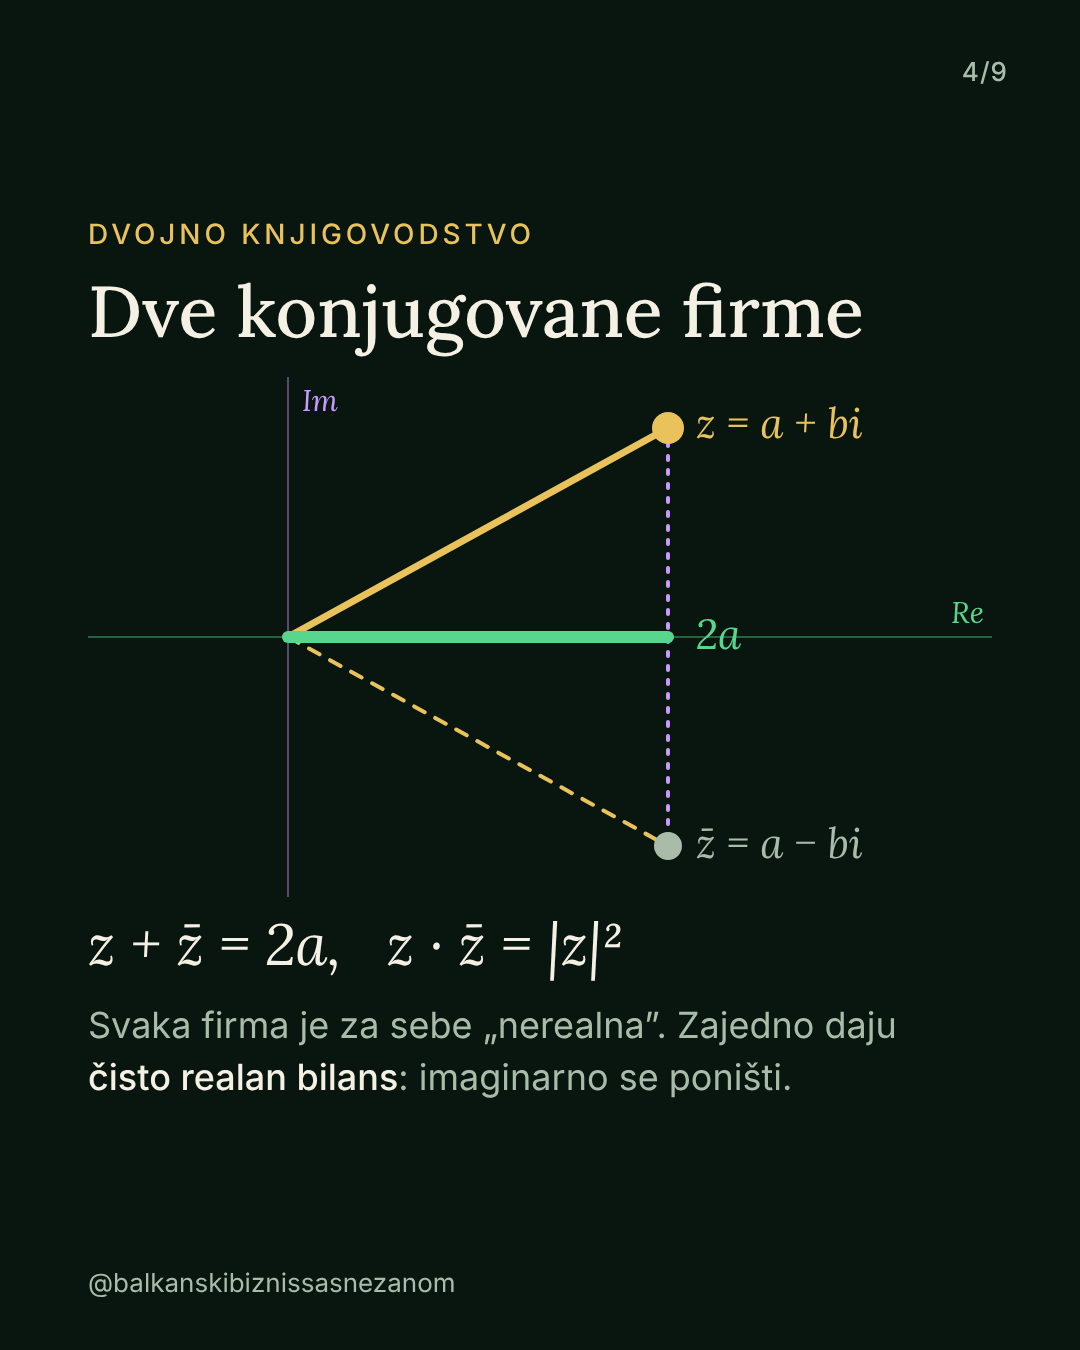 4/9
DVOJNO KNJIGOVODSTVO
Dve konjugovane firme
Im
z = a + bi
Re
2a
z̄ = a − bi
z + z̄ = 2a, z · z̄ = |z|²
Svaka firma je za sebe „nerealna”. Zajedno daju
čisto realan bilans: imaginarno se poništi.
@balkanskibiznissasnezanom